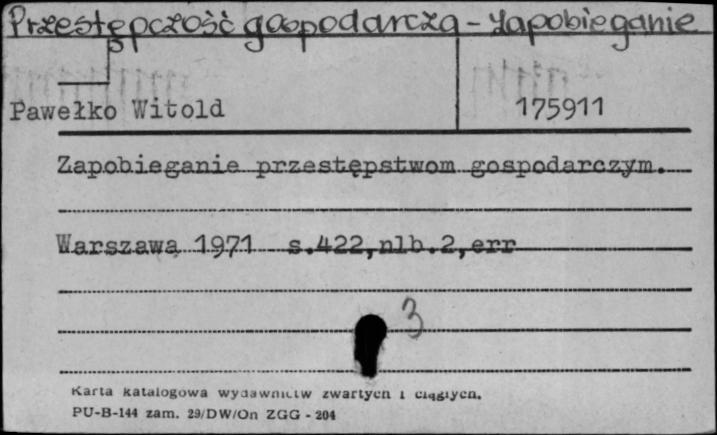 Przestępczość gospodarcza - zapobieganie
Pawełko Witold 175911
Zapobieganie przestępstwom gospodarczym.
Warszawa 1971 s.422,nlb.2,err
3
Karta katalogowa wydawnictw zwartych i ciągłych.
PU-B-144 zam. 29/DW/On ZGG - 204